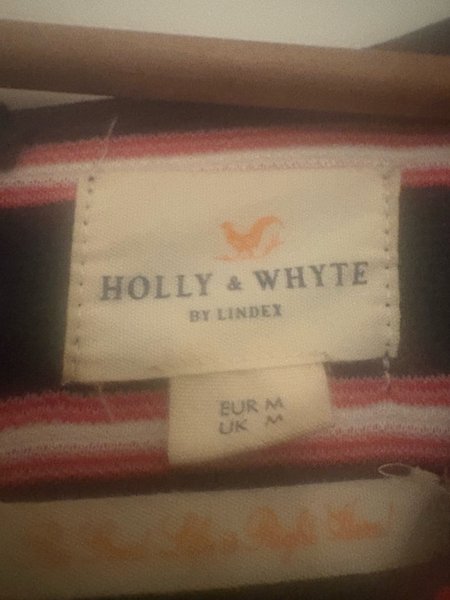 HOLLY & WHYTE
BY LINDEX
EUR M
UK M